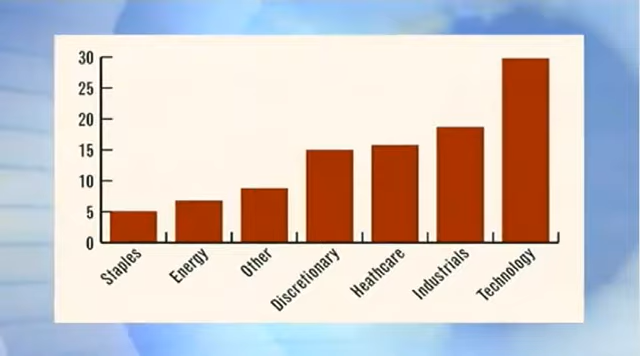 30
25
20
15
10
5
0
Staples
Energy
Other
Discretionary
Heathcare
Industrials
Technology